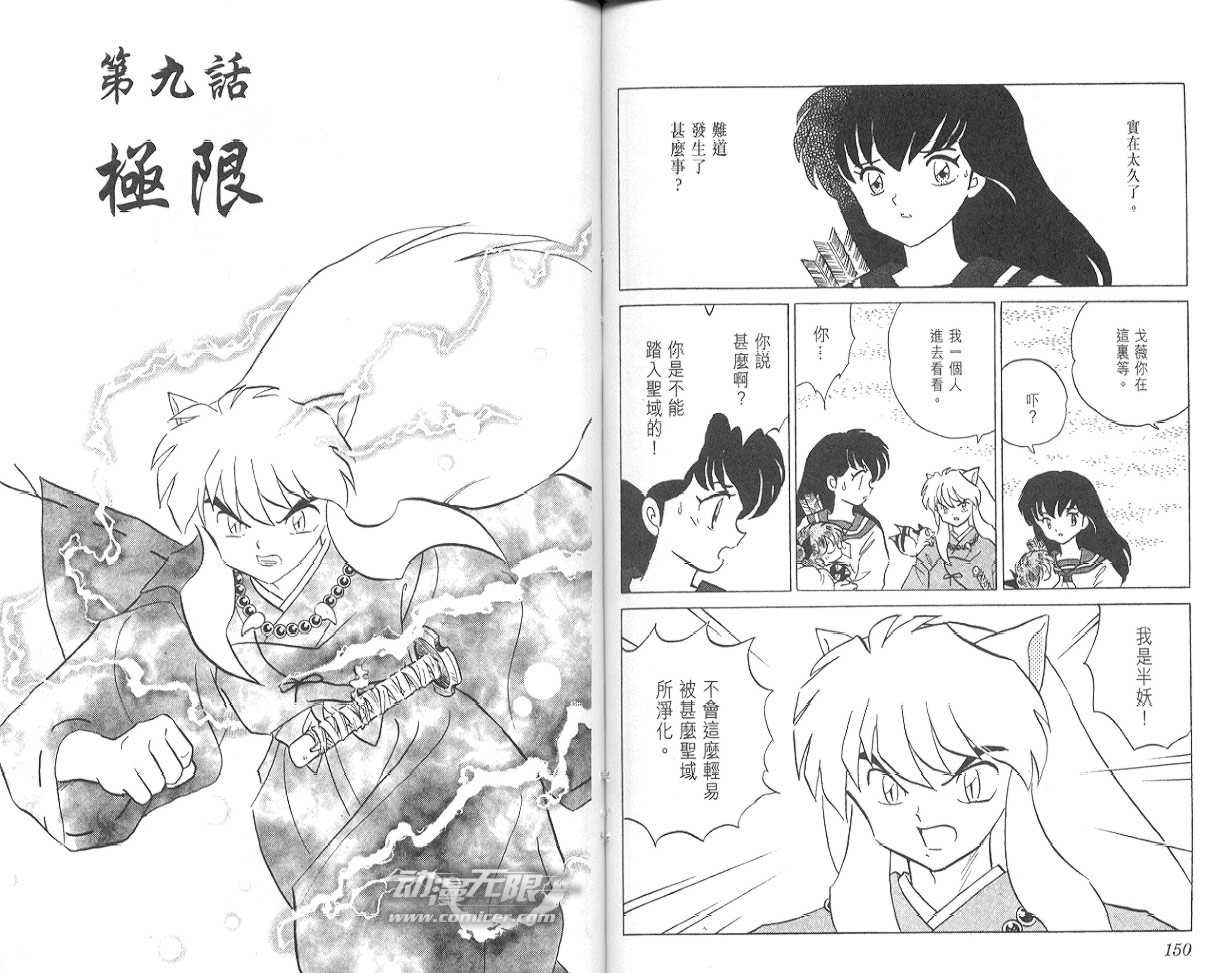 實在太久了。
難道
發生了
甚麼事？
戈薇你在
這裏等。
吓？
我一個人
進去看看。
你…
你說
甚麼啊？
你是不能
踏入聖域的！
我是半妖！
不會這麼輕易
被甚麼聖域
所淨化。
150
第九話
極限
动漫无限
www.comicer.com